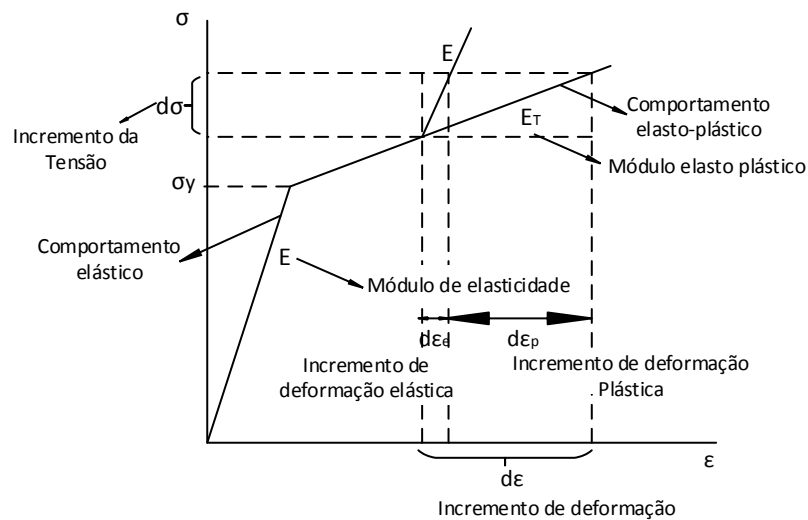 σ
E
dσ
Comportamento
elasto-plástico
Incremento da
Tensão
ET
Módulo elasto plástico
σy
Comportamento
elástico
E
Módulo de elasticidade
dεe
dεp
Incremento de
deformação elástica
Incremento de deformação
Plástica
ε
dε
Incremento de deformação